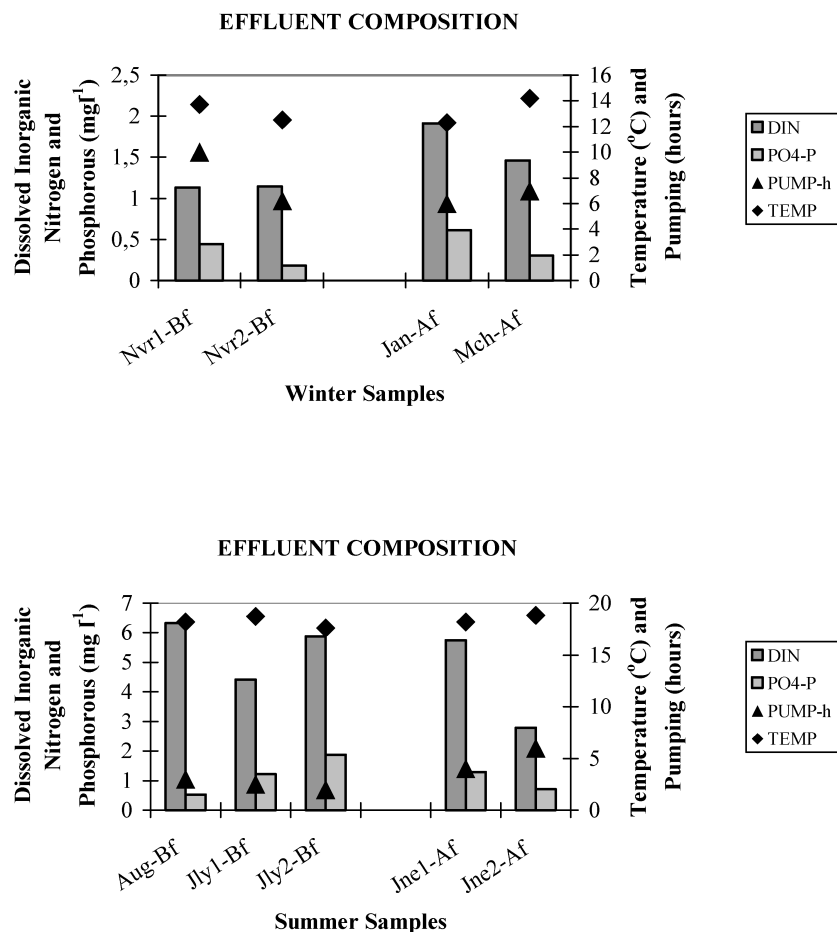 EFFLUENT COMPOSITION
Dissolved Inorganic
Nitrogen and
Phosphorous (mgl⁻¹)
2,5
2
1,5
1
0,5
0
16
14
12
10
8
6
4
2
0
Temperature (°C) and
Pumping (hours)
DIN
PO4-P
PUMP-h
TEMP
Nvr1-Bf
Nvr2-Bf
Jan-Af
Mch-Af
Winter Samples
EFFLUENT COMPOSITION
Dissolved Inorganic
Nitrogen and
Phosphorous (mg l⁻¹)
7
6
5
4
3
2
1
0
20
15
10
5
0
Temperature (°C) and
Pumping (hours)
DIN
PO4-P
PUMP-h
TEMP
Aug-Bf
Jly1-Bf
Jly2-Bf
Jne1-Af
Jne2-Af
Summer Samples